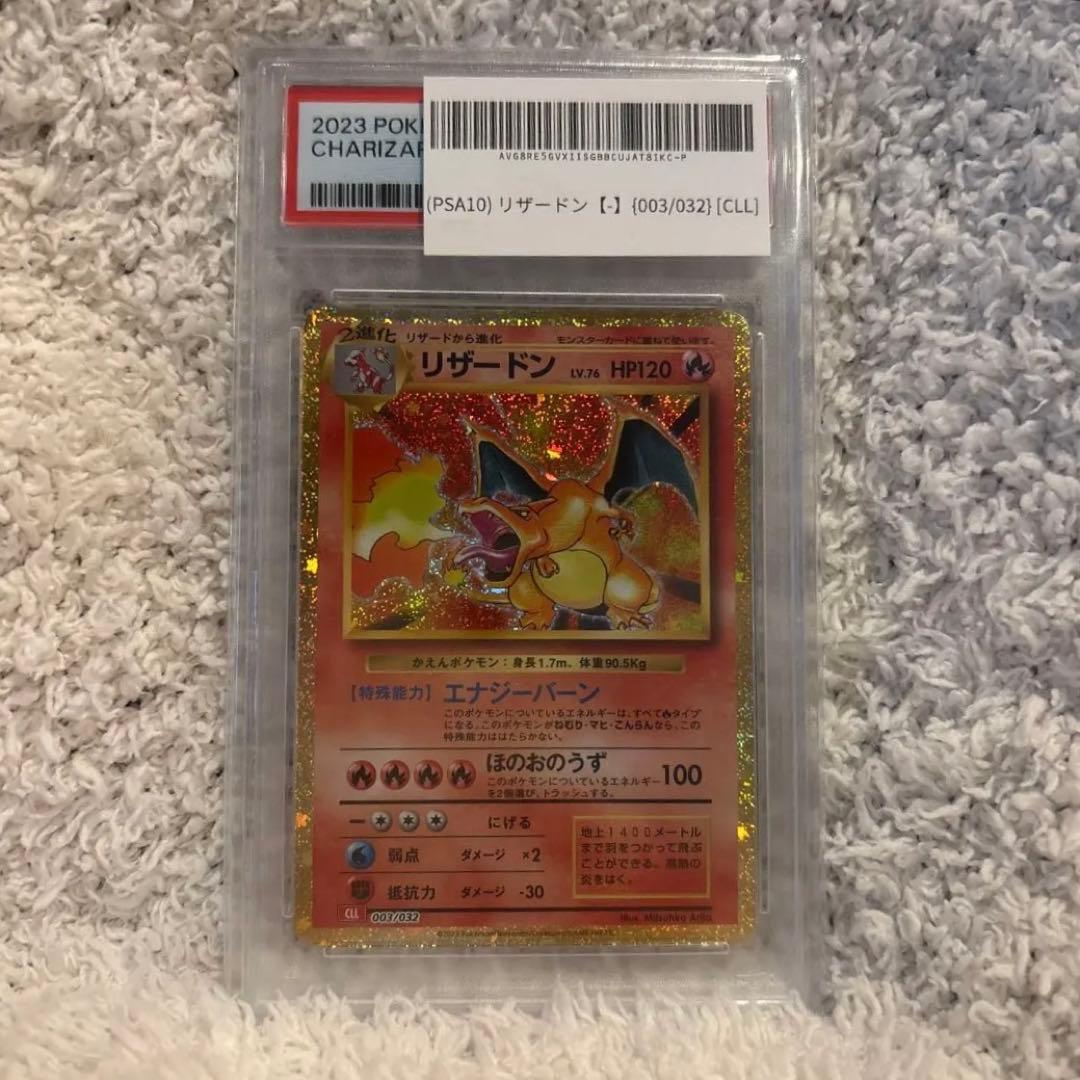 2023 POK
CHARIZA
AVG8RE5GVXI1SGBBCUJAT8IKC-P
(PSA10) リザードン【-】{003/032} [CLL]
2進化 リザードから進化 モンスターカードに重ねて使います。
リザードン LV.76 HP120
かえんポケモン：身長1.7m、体重90.5Kg
【特殊能力】エナジーバーン
このポケモンについているエネルギーは、すべて🔥タイプ
になる。このポケモンがねむり・マヒ・こんらんなら、この
特殊能力ははたらかない。
ほのおのうず 100
このポケモンについているエネルギー
を2個選び、トラッシュする。
にげる
弱点 ダメージ ×2
抵抗力 ダメージ -30
地上1400メートル
まで羽をつかって飛ぶ
ことができる。高熱の
炎をはく。
CLL 003/032
Illus. Mitsuhiro Arita